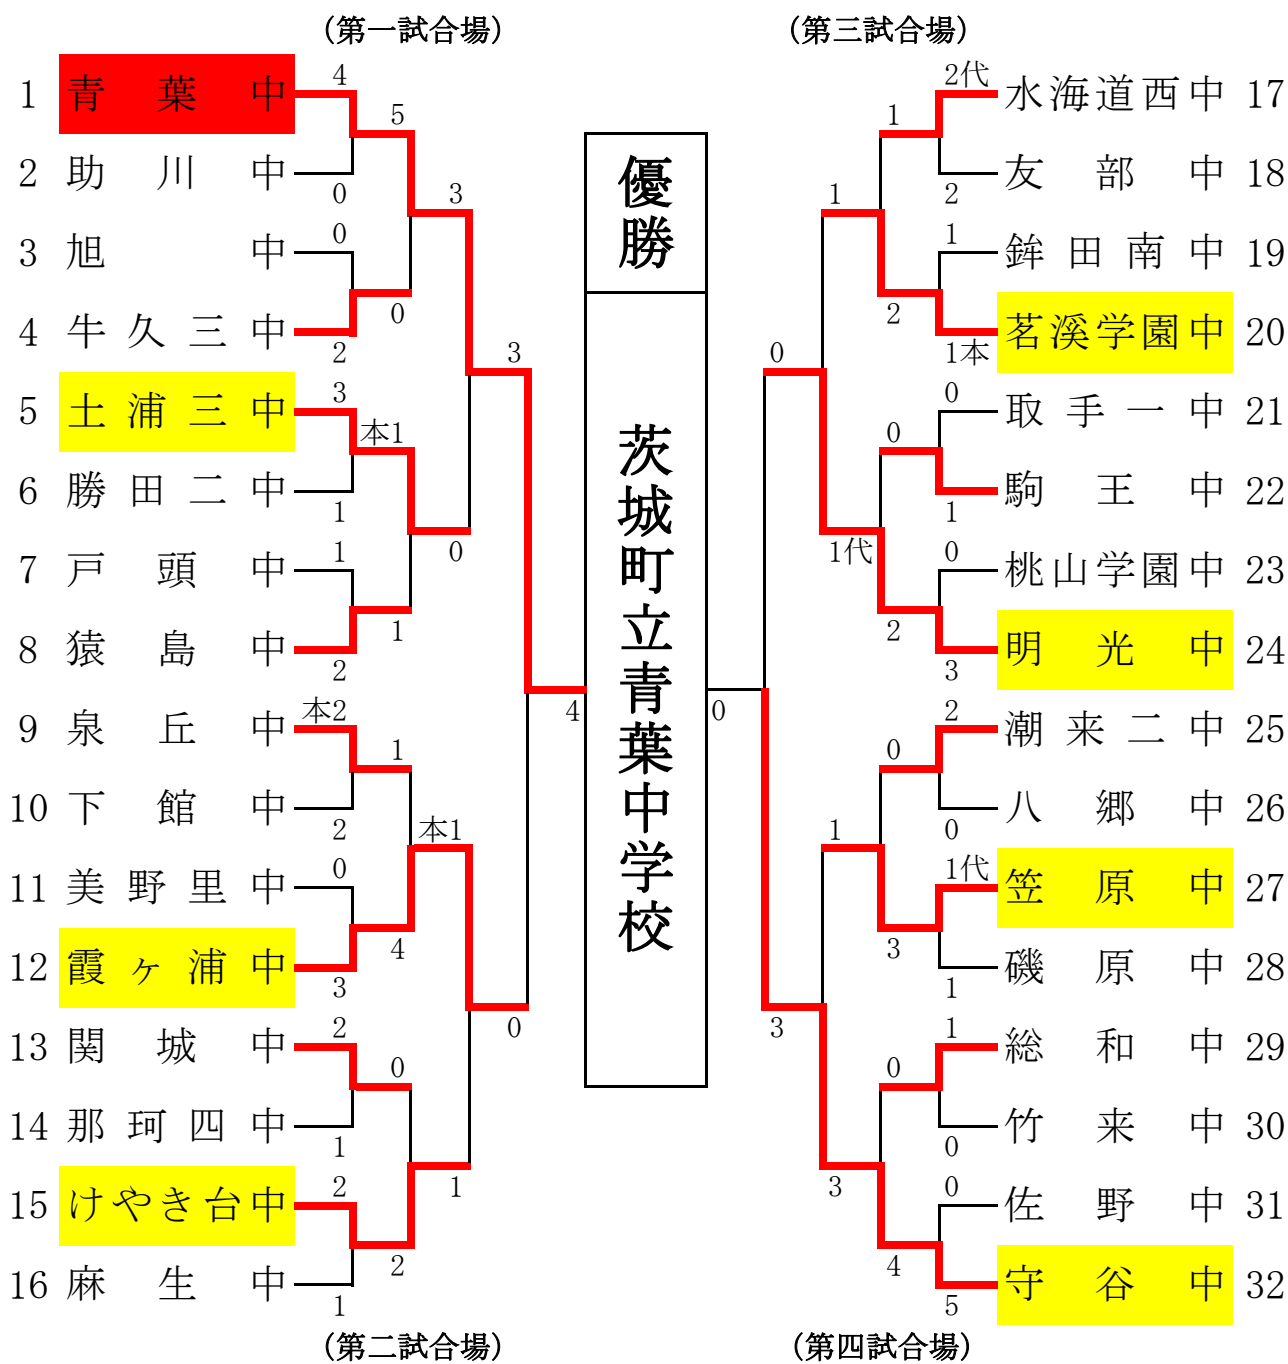 (第一試合場)
(第三試合場)
1 青葉中 4
2 助川中 0
5
3 旭中 0
4 牛久三中 2
0
3
5 土浦三中 3
6 勝田二中 1
本1
7 戸頭中 1
8 猿島中 2
1
0
3
9 泉丘中 本2
10 下館中 2
1
11 美野里中 0
12 霞ヶ浦中 3
4
本1
13 関城中 2
14 那珂四中 1
0
15 けやき台中 2
16 麻生中 1
2
1
0
4
優勝
茨城町立青葉中学校
0
2代 水海道西中 17
2 友部中 18
1
1 鉾田南中 19
1本 茗溪学園中 20
2
1
0 取手一中 21
1 駒王中 22
0
0 桃山学園中 23
3 明光中 24
2
1代
0
2 潮来二中 25
0 八郷中 26
0
1代 笠原中 27
1 磯原中 28
3
1
1 総和中 29
0 竹来中 30
0
0 佐野中 31
5 守谷中 32
4
3
3
(第二試合場)
(第四試合場)